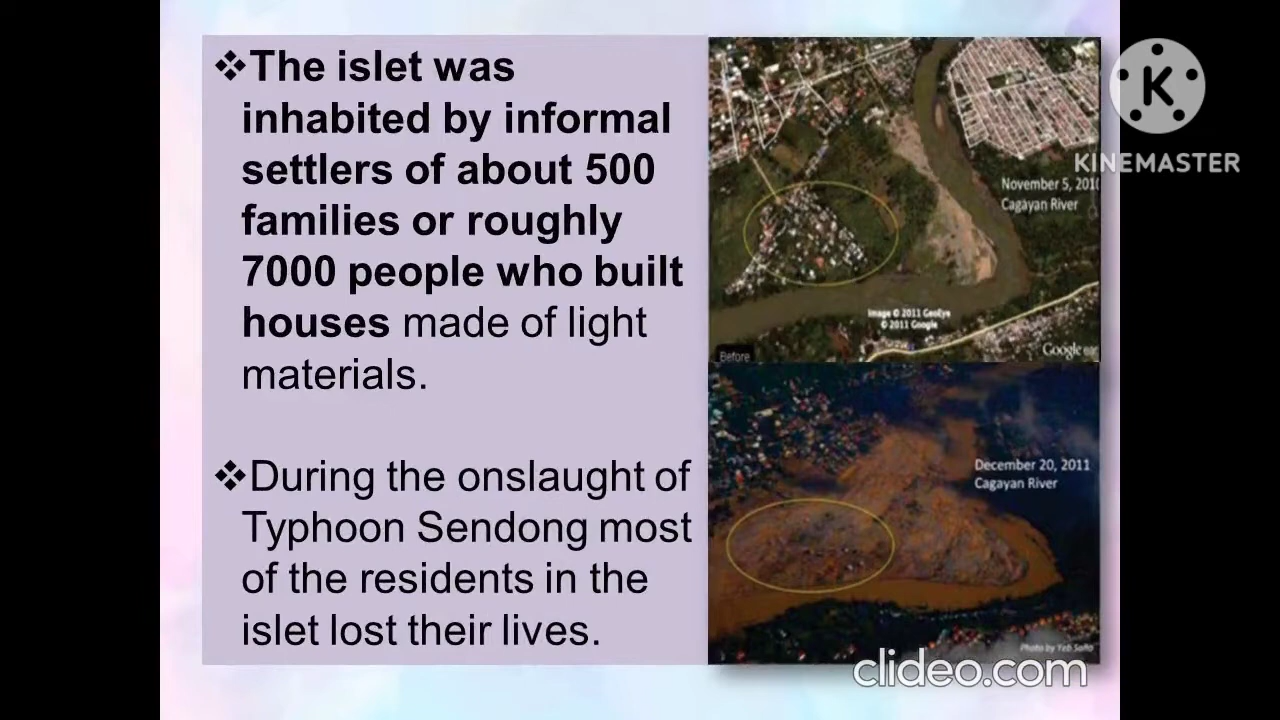 ❖The islet was
inhabited by informal
settlers of about 500
families or roughly
7000 people who built
houses made of light
materials.
❖During the onslaught of
Typhoon Sendong most
of the residents in the
islet lost their lives.
K
KINEMASTER
November 5, 2010
Cagayan River
Image © 2011 GeoEye
© 2011 Google
Google
Before
December 20, 2011
Cagayan River
Photo by Yeb
clideo.com